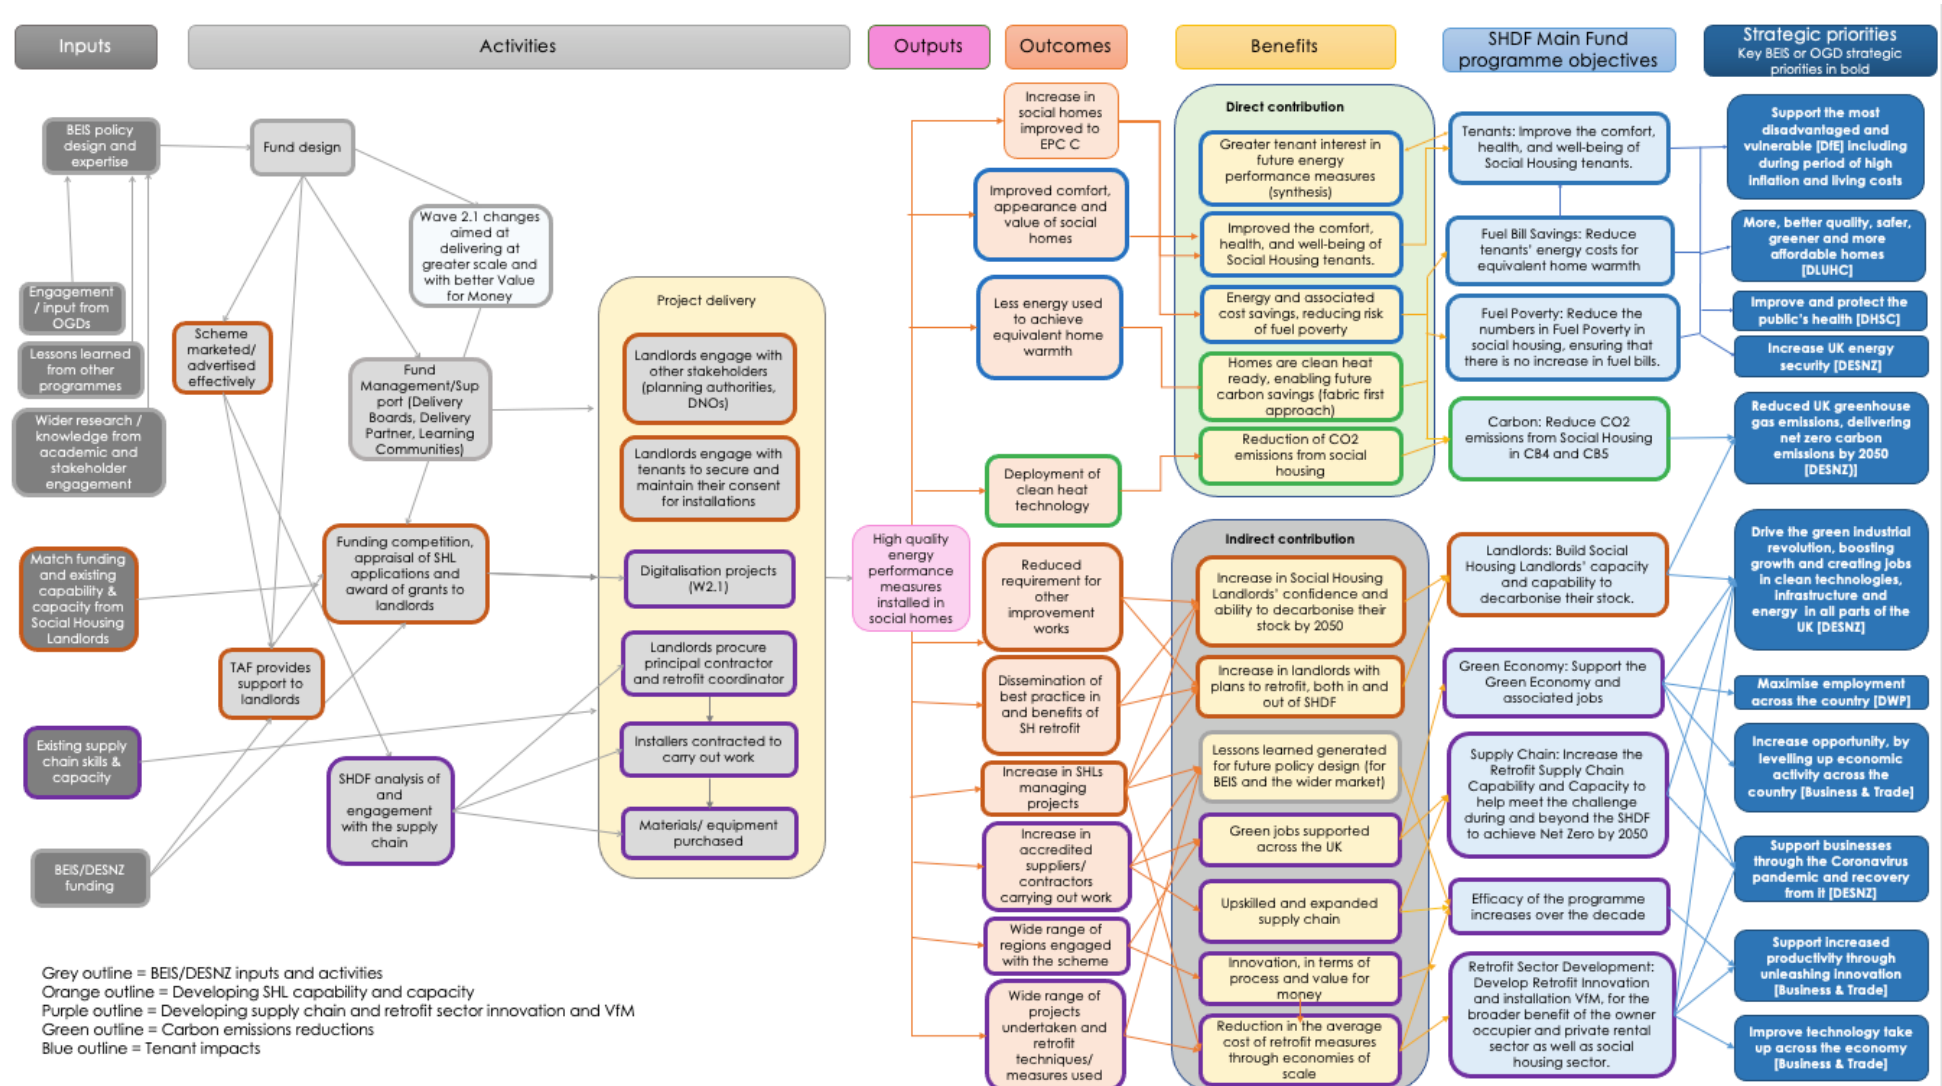 Inputs
Activities
Outputs
Outcomes
Benefits
SHDF Main Fund
programme objectives
Strategic priorities
Key BEIS or OGD strategic
priorities in bold
BEIS policy
design and
expertise
Engagement
/ input from
OGDs
Lessons learned
from other
programmes
Wider research /
knowledge from
academic and
stakeholder
engagement
Match funding
and existing
capability &
capacity from
Social Housing
Landlords
Existing supply
chain skills &
capacity
BEIS/DESNZ
funding
Fund design
Wave 2.1 changes
aimed at
delivering at
greater scale and
with better Value
for Money
Scheme
marketed/
advertised
effectively
Fund
Management/Sup
port (Delivery
Boards, Delivery
Partner, Learning
Communities)
Funding competition,
appraisal of SHL
applications and
award of grants to
landlords
TAF provides
support to
landlords
SHDF analysis of
and
engagement
with the supply
chain
Project delivery
Landlords engage with
other stakeholders
(planning authorities,
DNOs)
Landlords engage with
tenants to secure and
maintain their consent
for installations
Digitalisation projects
(W2.1)
Landlords procure
principal contractor
and retrofit coordinator
Installers contracted to
carry out work
Materials/ equipment
purchased
High quality
energy
performance
measures
installed in
social homes
Increase in
social homes
improved to
EPC C
Improved comfort,
appearance and
value of social
homes
Less energy used
to achieve
equivalent home
warmth
Deployment of
clean heat
technology
Reduced
requirement for
other
improvement
works
Dissemination of
best practice in
and benefits of
SH retrofit
Increase in SHLs
managing
projects
Increase in
accredited
suppliers/
contractors
carrying out work
Wide range of
regions engaged
with the scheme
Wide range of
projects
undertaken and
retrofit
techniques/
measures used
Direct contribution
Greater tenant interest in
future energy
performance measures
(synthesis)
Improved the comfort,
health, and well-being of
Social Housing tenants.
Energy and associated
cost savings, reducing risk
of fuel poverty
Homes are clean heat
ready, enabling future
carbon savings (fabric first
approach)
Reduction of CO2
emissions from social
housing
Indirect contribution
Increase in Social Housing
Landlords' confidence and
ability to decarbonise their
stock by 2050
Increase in landlords with
plans to retrofit, both in and
out of SHDF
Lessons learned generated
for future policy design (for
BEIS and the wider market)
Green jobs supported
across the UK
Upskilled and expanded
supply chain
Innovation, in terms of
process and value for
money
Reduction in the average
cost of retrofit measures
through economies of
scale
Tenants: Improve the comfort,
health, and well-being of
Social Housing tenants.
Fuel Bill Savings: Reduce
tenants' energy costs for
equivalent home warmth
Fuel Poverty: Reduce the
numbers in Fuel Poverty in
social housing, ensuring that
there is no increase in fuel bills.
Carbon: Reduce CO2
emissions from Social Housing
in CB4 and CB5
Landlords: Build Social
Housing Landlords' capacity
and capability to
decarbonise their stock.
Green Economy: Support the
Green Economy and
associated jobs
Supply Chain: Increase the
Retrofit Supply Chain
Capability and Capacity to
help meet the challenge
during and beyond the SHDF
to achieve Net Zero by 2050
Efficacy of the programme
increases over the decade
Retrofit Sector Development:
Develop Retrofit Innovation
and installation VfM, for the
broader benefit of the owner
occupier and private rental
sector as well as social
housing sector.
Support the most
disadvantaged and
vulnerable [DfE] including
during period of high
inflation and living costs
More, better quality, safer,
greener and more
affordable homes
[DLUHC]
Improve and protect the
public's health [DHSC]
Increase UK energy
security [DESNZ]
Reduced UK greenhouse
gas emissions, delivering
net zero carbon
emissions by 2050
[DESNZ)]
Drive the green industrial
revolution, boosting
growth and creating jobs
in clean technologies,
infrastructure and
energy in all parts of the
UK [DESNZ]
Maximise employment
across the country [DWP]
Increase opportunity, by
levelling up economic
activity across the
country [Business & Trade]
Support businesses
through the Coronavirus
pandemic and recovery
from it [DESNZ]
Support increased
productivity through
unleashing innovation
[Business & Trade]
Improve technology take
up across the economy
[Business & Trade]
Grey outline = BEIS/DESNZ inputs and activities
Orange outline = Developing SHL capability and capacity
Purple outline = Developing supply chain and retrofit sector innovation and VfM
Green outline = Carbon emissions reductions
Blue outline = Tenant impacts